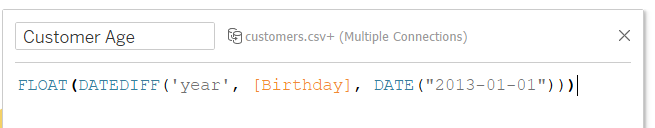 Customer Age
customers.csv+ (Multiple Connections)
FLOAT(DATEDIFF('year', [Birthday], DATE("2013-01-01")))